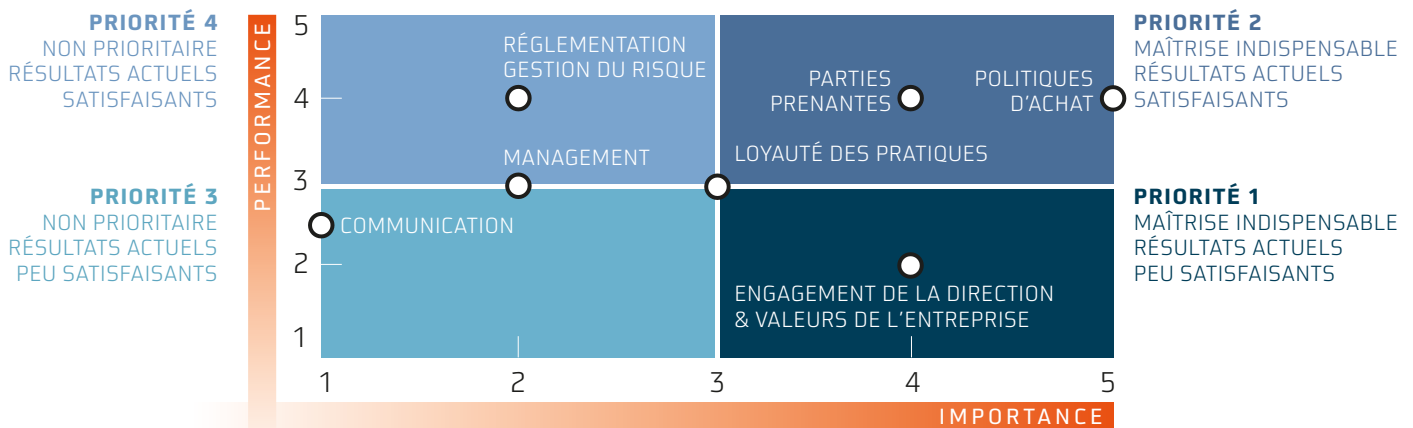 PRIORITÉ 4
NON PRIORITAIRE
RÉSULTATS ACTUELS
SATISFAISANTS
PRIORITÉ 3
NON PRIORITAIRE
RÉSULTATS ACTUELS
PEU SATISFAISANTS
PERFORMANCE
5
4
3
2
1
RÉGLEMENTATION
GESTION DU RISQUE
MANAGEMENT
COMMUNICATION
PARTIES
PRENANTES
POLITIQUES
D'ACHAT
LOYAUTÉ DES PRATIQUES
ENGAGEMENT DE LA DIRECTION
& VALEURS DE L'ENTREPRISE
PRIORITÉ 2
MAÎTRISE INDISPENSABLE
RÉSULTATS ACTUELS
SATISFAISANTS
PRIORITÉ 1
MAÎTRISE INDISPENSABLE
RÉSULTATS ACTUELS
PEU SATISFAISANTS
1 2 3 4 5
IMPORTANCE